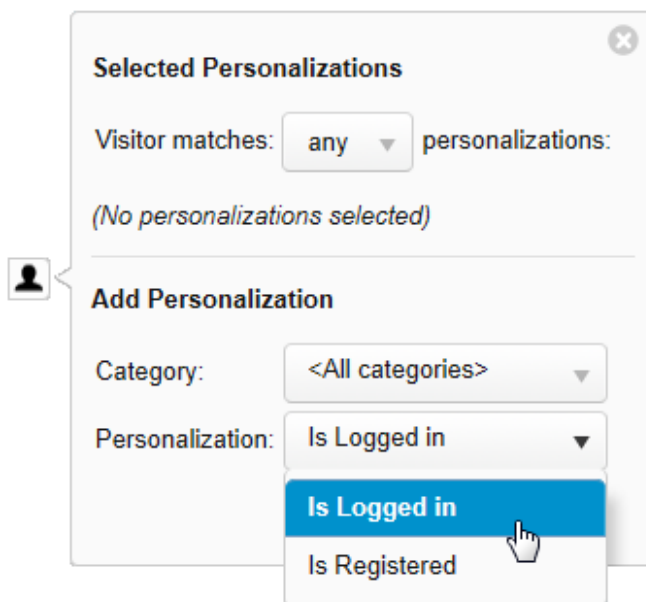 Selected Personalizations
Visitor matches: any personalizations:
(No personalizations selected)
Add Personalization
Category: <All categories>
Personalization: Is Logged in
Is Logged in
Is Registered